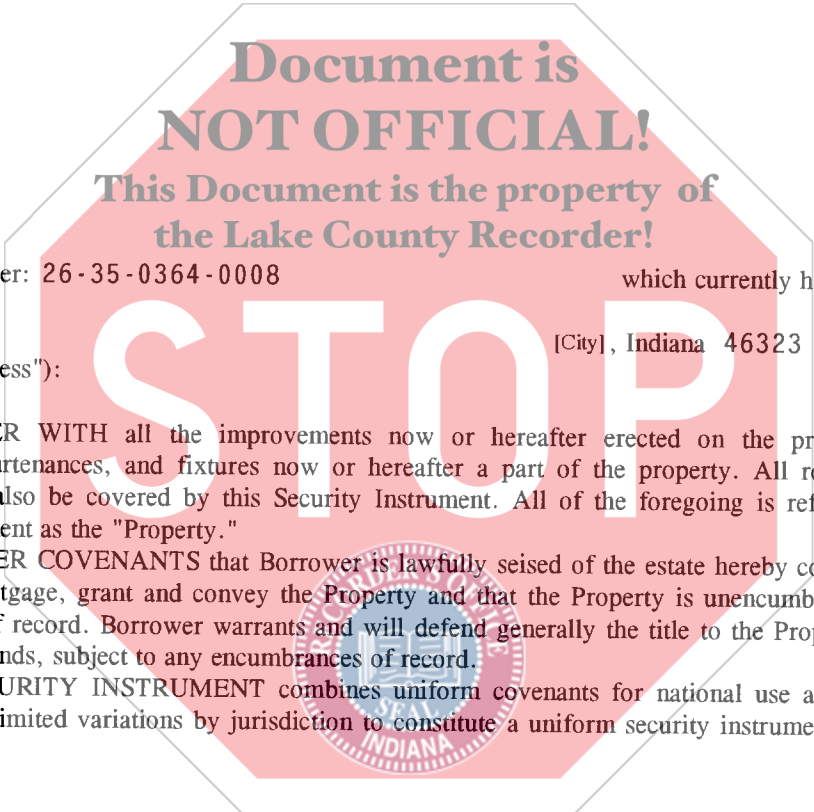 Document is
NOT OFFICIAL!
This Document is the property of
the Lake County Recorder!
er: 26-35-0364-0008 which currently h
[City], Indiana 46323
ess"):
STOP
ER WITH all the improvements now or hereafter erected on the pr
rtenances, and fixtures now or hereafter a part of the property. All re
also be covered by this Security Instrument. All of the foregoing is ref
ent as the "Property."
ER COVENANTS that Borrower is lawfully seised of the estate hereby co
tgage, grant and convey the Property and that the Property is unencumb
f record. Borrower warrants and will defend generally the title to the Prop
nds, subject to any encumbrances of record.
URITY INSTRUMENT combines uniform covenants for national use a
limited variations by jurisdiction to constitute a uniform security instrume
RECORDER'S OFFICE
SEAL
INDIANA